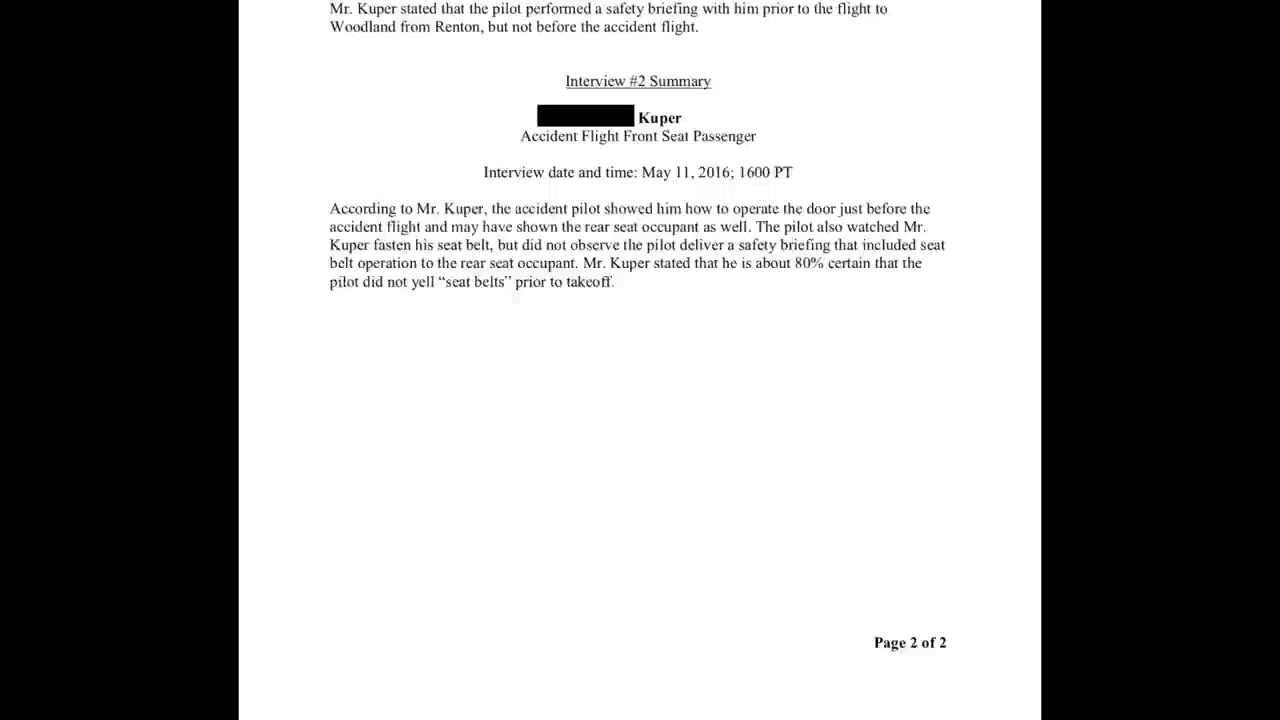 Mr. Kuper stated that the pilot performed a safety briefing with him prior to the flight to
Woodland from Renton, but not before the accident flight.
Interview #2 Summary
Kuper
Accident Flight Front Seat Passenger
Interview date and time: May 11, 2016; 1600 PT
According to Mr. Kuper, the accident pilot showed him how to operate the door just before the
accident flight and may have shown the rear seat occupant as well. The pilot also watched Mr.
Kuper fasten his seat belt, but did not observe the pilot deliver a safety briefing that included seat
belt operation to the rear seat occupant. Mr. Kuper stated that he is about 80% certain that the
pilot did not yell “seat belts” prior to takeoff.
Page 2 of 2